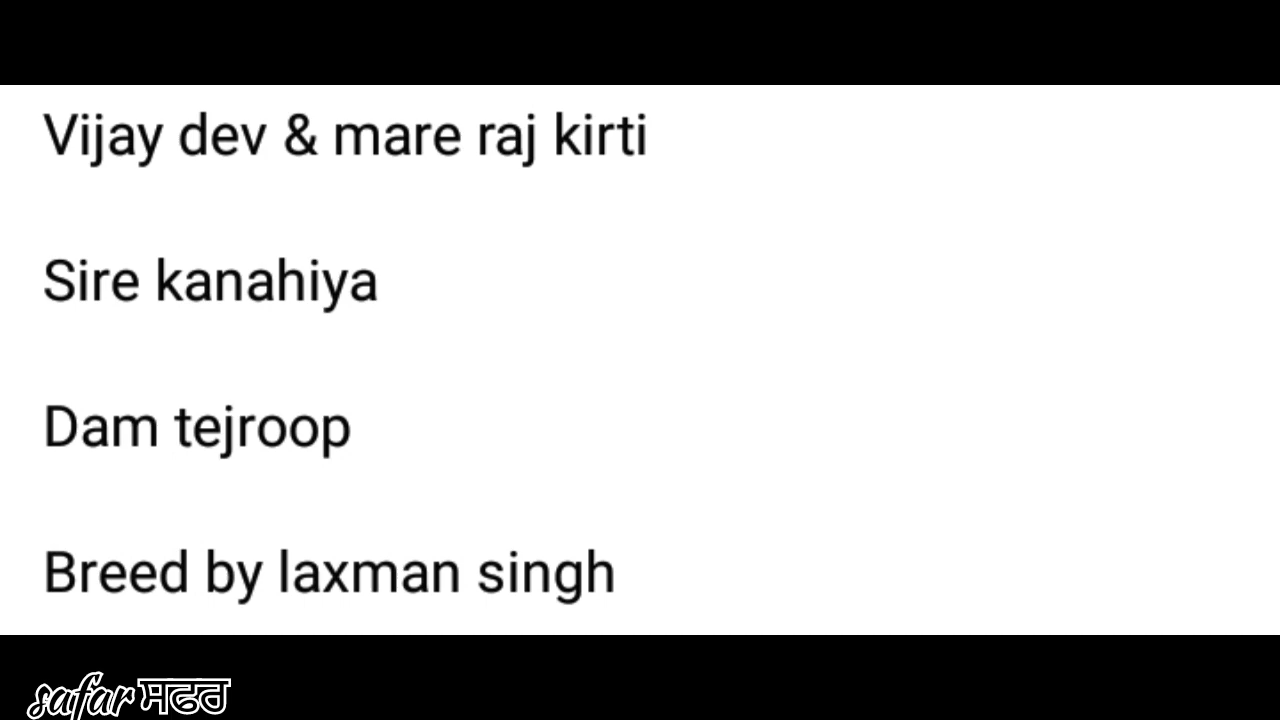 Vijay dev & mare raj kirti
Sire kanahiya
Dam tejroop
Breed by laxman singh
safar ਸਫਰ